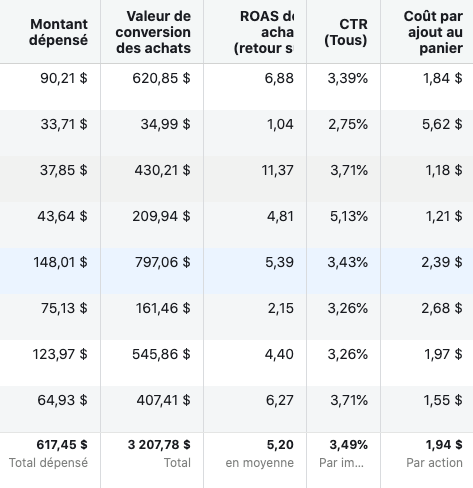 Montant dépensé
Valeur de conversion des achats
ROAS de acha (retour s
CTR (Tous)
Coût par ajout au panier
90,21 $ 620,85 $ 6,88 3,39% 1,84 $
33,71 $ 34,99 $ 1,04 2,75% 5,62 $
37,85 $ 430,21 $ 11,37 3,71% 1,18 $
43,64 $ 209,94 $ 4,81 5,13% 1,21 $
148,01 $ 797,06 $ 5,39 3,43% 2,39 $
75,13 $ 161,46 $ 2,15 3,26% 2,68 $
123,97 $ 545,86 $ 4,40 3,26% 1,97 $
64,93 $ 407,41 $ 6,27 3,71% 1,55 $
617,45 $ 3 207,78 $ 5,20 3,49% 1,94 $
Total dépensé Total en moyenne Par im... Par action